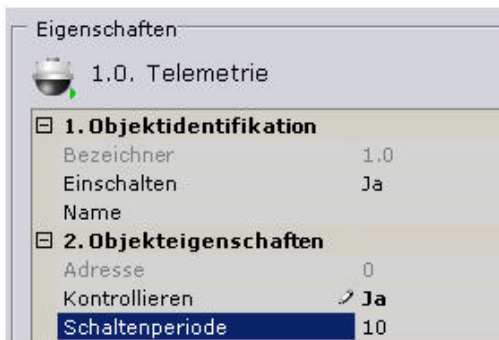 Eigenschaften
1.0. Telemetrie
1. Objektidentifikation
Bezeichner 1.0
Einschalten Ja
Name
2. Objekteigenschaften
Adresse 0
Kontrollieren Ja
Schaltenperiode 10